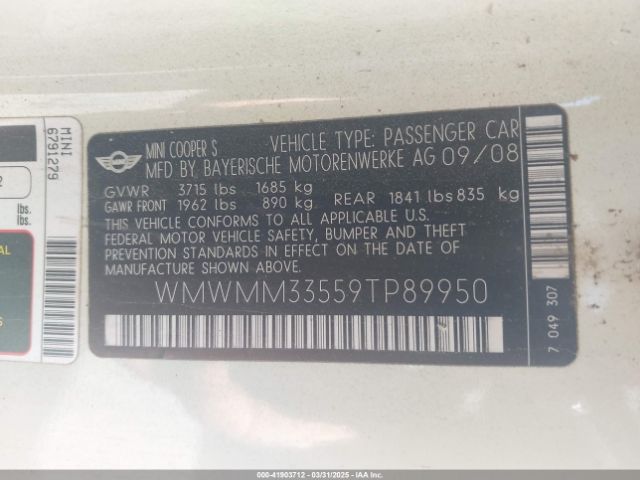 MINI
6791279
2
lbs.
lbs.
AL
MINI COOPER S VEHICLE TYPE: PASSENGER CAR
MFD BY, BAYERISCHE MOTORENWERKE AG 09/08
GVWR 3715 lbs 1685 kg
GAWR FRONT 1962 lbs 890 kg REAR 1841 lbs 835 kg
THIS VEHICLE CONFORMS TO ALL APPLICABLE U.S.
FEDERAL MOTOR VEHICLE SAFETY, BUMPER AND THEFT
PREVENTION STANDARDS IN EFFECT ON THE DATE OF
MANUFACTURE SHOWN ABOVE.
WMWMM33559TP89950
7 049 307
000-41903712 - 03/31/2025 - IAAI Inc.